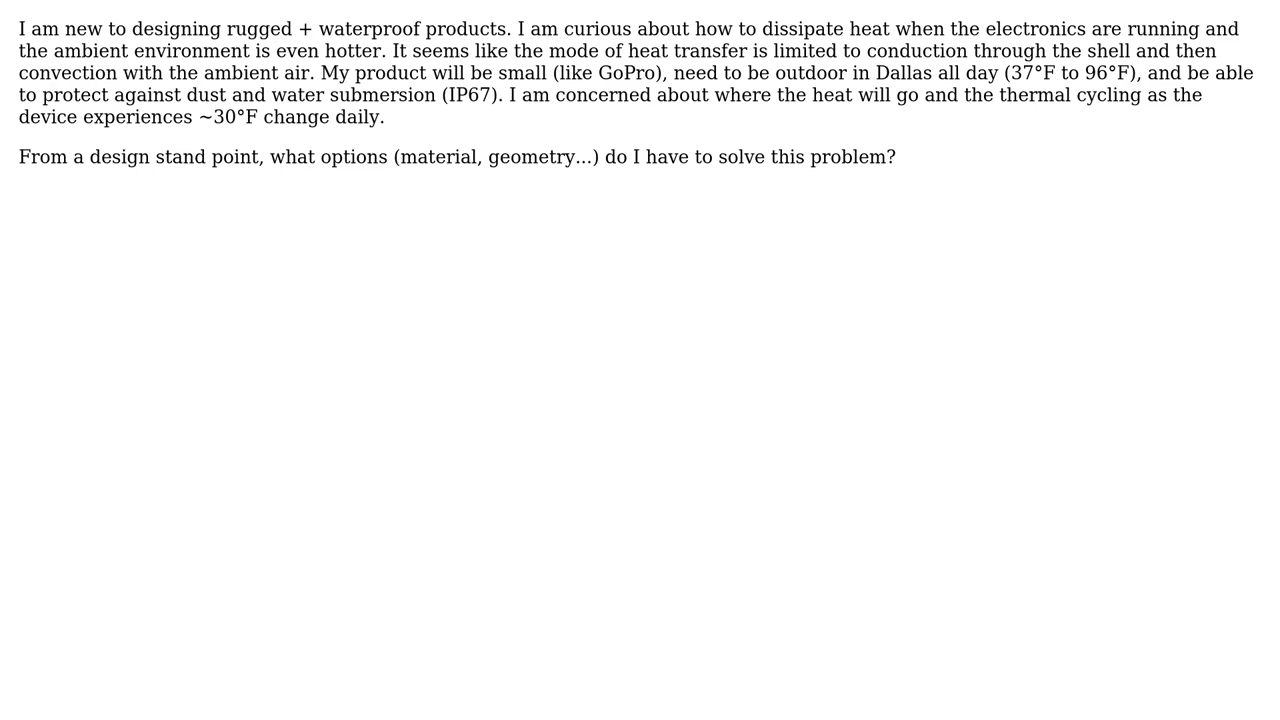 I am new to designing rugged + waterproof products. I am curious about how to dissipate heat when the electronics are running and
the ambient environment is even hotter. It seems like the mode of heat transfer is limited to conduction through the shell and then
convection with the ambient air. My product will be small (like GoPro), need to be outdoor in Dallas all day (37°F to 96°F), and be able
to protect against dust and water submersion (IP67). I am concerned about where the heat will go and the thermal cycling as the
device experiences ~30°F change daily.
From a design stand point, what options (material, geometry...) do I have to solve this problem?